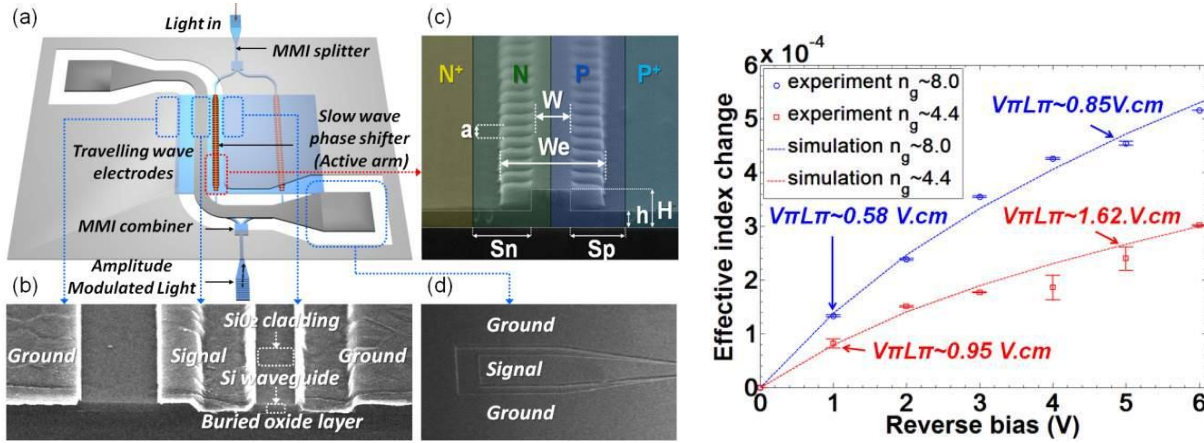 (a)
Light in
MMI splitter
Slow wave
phase shifter
(Active arm)
Travelling wave
electrodes
MMI combiner
Amplitude
Modulated Light
(b)
SiO₂ cladding
Ground
Signal
Ground
Si waveguide
Buried oxide layer
(c)
N⁺
N
P
P⁺
W
a
We
H
h
Sn
Sp
(d)
Ground
Signal
Ground
x 10⁻⁴
6
5
4
3
2
1
0
Effective index change
experiment n_g~8.0
experiment n_g~4.4
simulation n_g~8.0
simulation n_g~4.4
VπLπ~0.85V.cm
VπLπ~0.58 V.cm
VπLπ~1.62.V.cm
VπLπ~0.95 V.cm
0 1 2 3 4 5 6
Reverse bias (V)